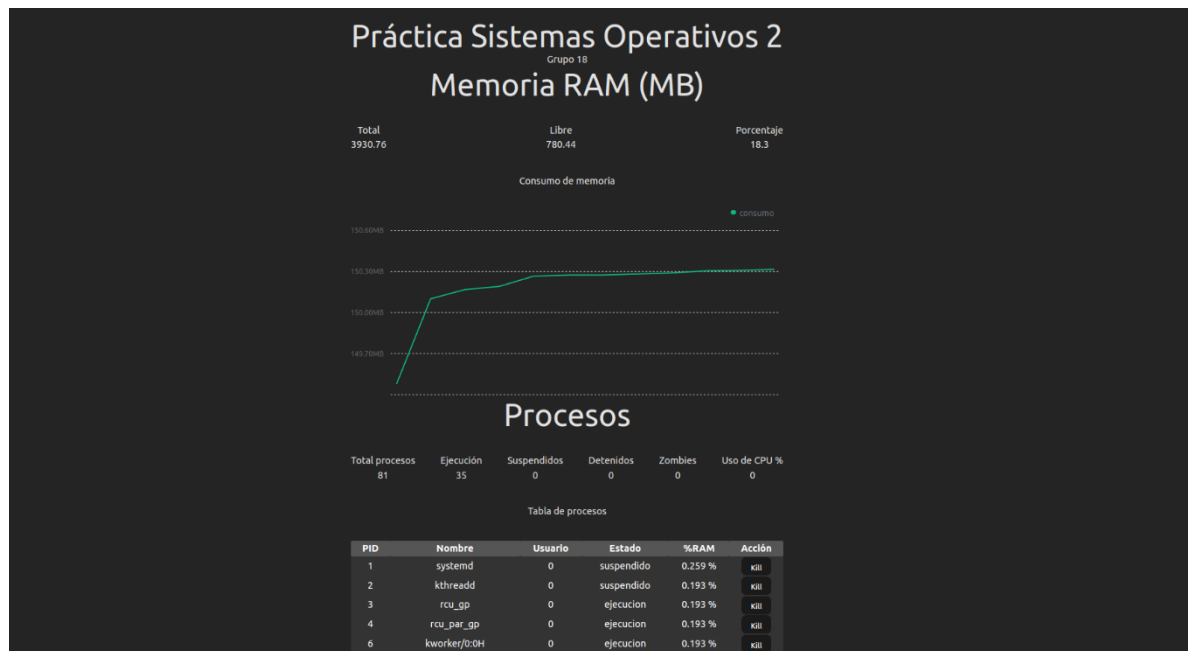 Práctica Sistemas Operativos 2
Grupo 18
Memoria RAM (MB)
Total Libre Porcentaje
3930.76 780.44 18.3
Consumo de memoria
consumo
150.60MB
150.30MB
150.00MB
149.70MB
Procesos
Total procesos Ejecución Suspendidos Detenidos Zombies Uso de CPU %
81 35 0 0 0 0
Tabla de procesos
PID Nombre Usuario Estado %RAM Acción
1 systemd 0 suspendido 0.259 % Kill
2 kthreadd 0 suspendido 0.193 % Kill
3 rcu_gp 0 ejecucion 0.193 % Kill
4 rcu_par_gp 0 ejecucion 0.193 % Kill
6 kworker/0:0H 0 ejecucion 0.193 % Kill